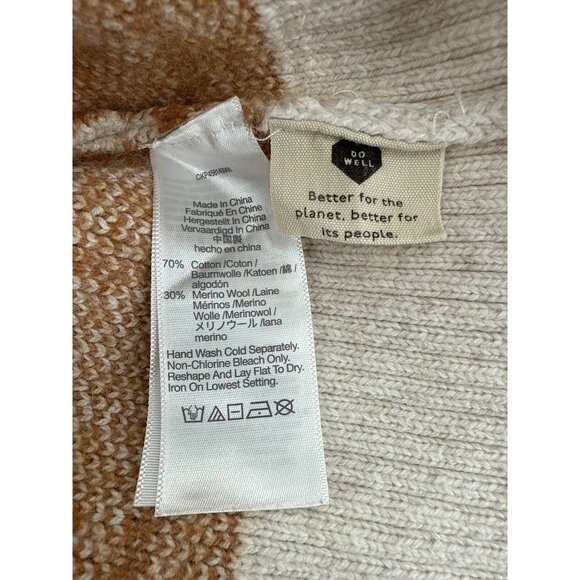 Made in China
Fabriqué En Chine
Hergestellt In China
Vervaardigd In China
中国製
hecho en china
70% Cotton /Coton /
Baumwolle /Katoen /綿 /
algodón
30% Merino Wool /Laine
Mérinos /Merino
Wolle /Merinowol /
メリノウール /lana
merino
Hand Wash Cold Separately.
Non-Chlorine Bleach Only.
Reshape And Lay Flat To Dry.
Iron On Lowest Setting.
DO
WELL
Better for the
planet, better for
its people.